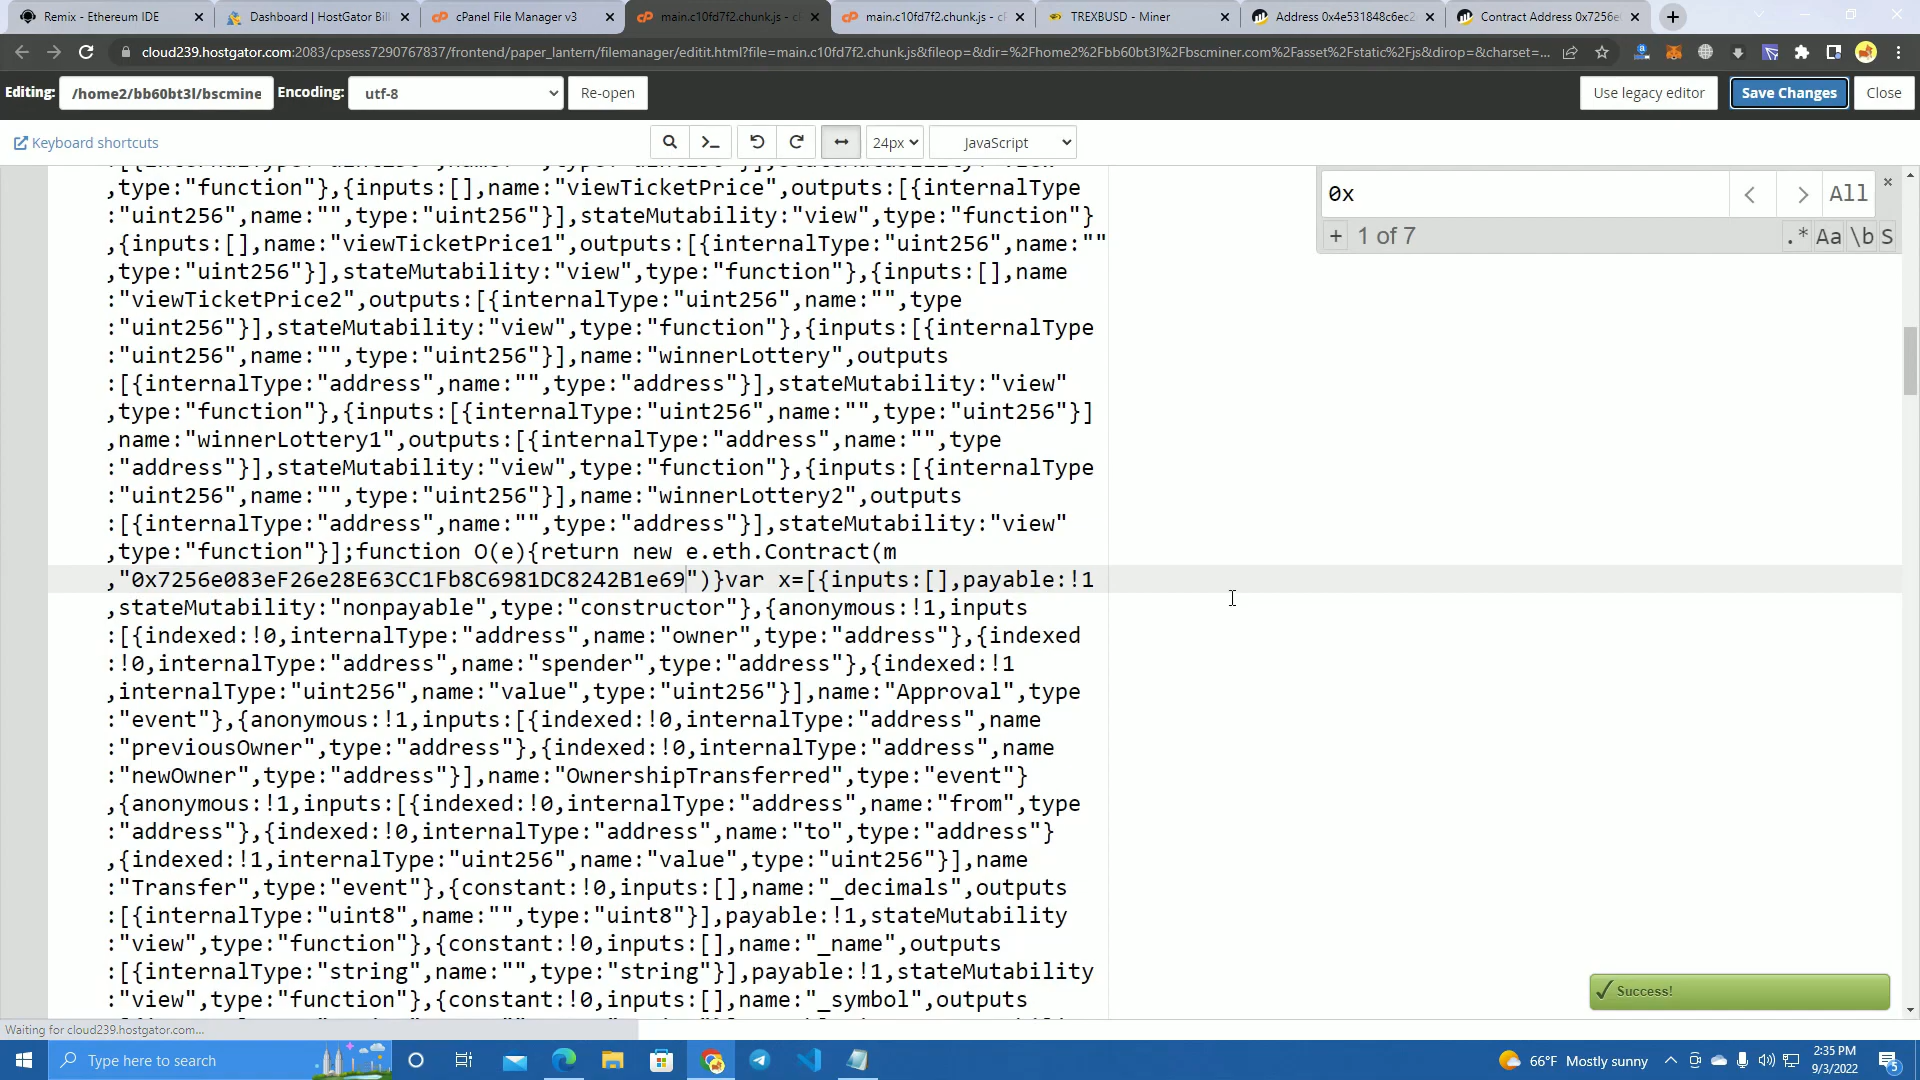 Remix - Ethereum IDE
Dashboard | HostGator Bill
cPanel File Manager v3
main.c10fd7f2.chunk.js - c
main.c10fd7f2.chunk.js - c
TREXBUSD - Miner
Address 0x4e531848c6ec2
Contract Address 0x7256e
cloud239.hostgator.com:2083/cpsess7290767837/frontend/paper_lantern/filemanager/editit.html?file=main.c10fd7f2.chunk.js&fileop=&dir=%2Fhome2%2Fbb60bt3l%2Fbscminer.com%2Fasset%2Fstatic%2Fjs&dirop=&charset=...
Editing: /home2/bb60bt3l/bscmine Encoding: utf-8 Re-open Use legacy editor Save Changes Close
Keyboard shortcuts 24px JavaScript
,type:"function"},{inputs:[],name:"viewTicketPrice",outputs:[{internalType
:"uint256",name:"",type:"uint256"}],stateMutability:"view",type:"function"}
,{inputs:[],name:"viewTicketPrice1",outputs:[{internalType:"uint256",name:""
,type:"uint256"}],stateMutability:"view",type:"function"},{inputs:[],name
:"viewTicketPrice2",outputs:[{internalType:"uint256",name:"",type
:"uint256"}],stateMutability:"view",type:"function"},{inputs:[{internalType
:"uint256",name:"",type:"uint256"}],name:"winnerLottery",outputs
:[{internalType:"address",name:"",type:"address"}],stateMutability:"view"
,type:"function"},{inputs:[{internalType:"uint256",name:"",type:"uint256"}]
,name:"winnerLottery1",outputs:[{internalType:"address",name:"",type
:"address"}],stateMutability:"view",type:"function"},{inputs:[{internalType
:"uint256",name:"",type:"uint256"}],name:"winnerLottery2",outputs
:[{internalType:"address",name:"",type:"address"}],stateMutability:"view"
,type:"function"}];function O(e){return new e.eth.Contract(m
,"0x7256e083eF26e28E63CC1Fb8C6981DC8242B1e69")}var x=[{inputs:[],payable:!1
,stateMutability:"nonpayable",type:"constructor"},{anonymous:!1,inputs
:[{indexed:!0,internalType:"address",name:"owner",type:"address"},{indexed
:!0,internalType:"address",name:"spender",type:"address"},{indexed:!1
,internalType:"uint256",name:"value",type:"uint256"}],name:"Approval",type
:"event"},{anonymous:!1,inputs:[{indexed:!0,internalType:"address",name
:"previousOwner",type:"address"},{indexed:!0,internalType:"address",name
:"newOwner",type:"address"}],name:"OwnershipTransferred",type:"event"}
,{anonymous:!1,inputs:[{indexed:!0,internalType:"address",name:"from",type
:"address"},{indexed:!0,internalType:"address",name:"to",type:"address"}
,{indexed:!1,internalType:"uint256",name:"value",type:"uint256"}],name
:"Transfer",type:"event"},{constant:!0,inputs:[],name:"_decimals",outputs
:[{internalType:"uint8",name:"",type:"uint8"}],payable:!1,stateMutability
:"view",type:"function"},{constant:!0,inputs:[],name:"_name",outputs
:[{internalType:"string",name:"",type:"string"}],payable:!1,stateMutability
:"view",type:"function"},{constant:!0,inputs:[],name:"_symbol",outputs
0x All
+ 1 of 7 .* Aa \b S
Success!
Waiting for cloud239.hostgator.com...
Type here to search
66°F Mostly sunny
2:35 PM
9/3/2022
5